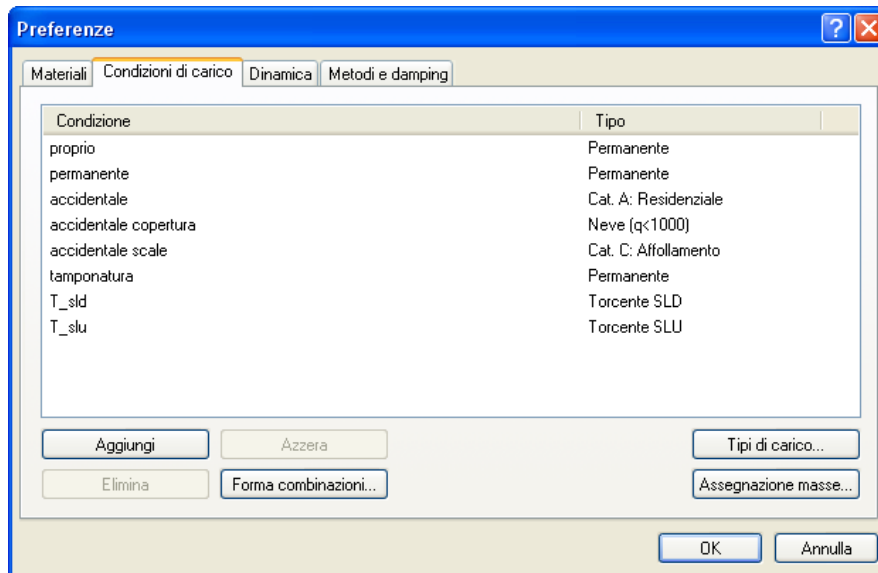 Preferenze
Materiali Condizioni di carico Dinamica Metodi e damping
Condizione Tipo
proprio Permanente
permanente Permanente
accidentale Cat. A: Residenziale
accidentale copertura Neve (q<1000)
accidentale scale Cat. C: Affollamento
tamponatura Permanente
T_sld Torcente SLD
T_slu Torcente SLU
Aggiungi Azzera Tipi di carico...
Elimina Forma combinazioni... Assegnazione masse...
OK Annulla